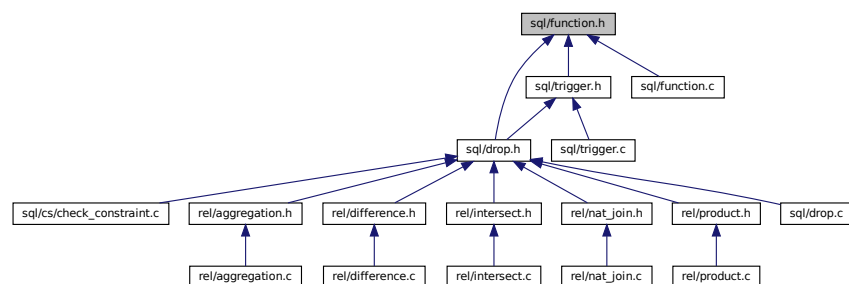 sql/function.h
sql/trigger.h
sql/function.c
sql/drop.h
sql/trigger.c
sql/cs/check_constraint.c
rel/aggregation.h
rel/difference.h
rel/intersect.h
rel/nat_join.h
rel/product.h
sql/drop.c
rel/aggregation.c
rel/difference.c
rel/intersect.c
rel/nat_join.c
rel/product.c